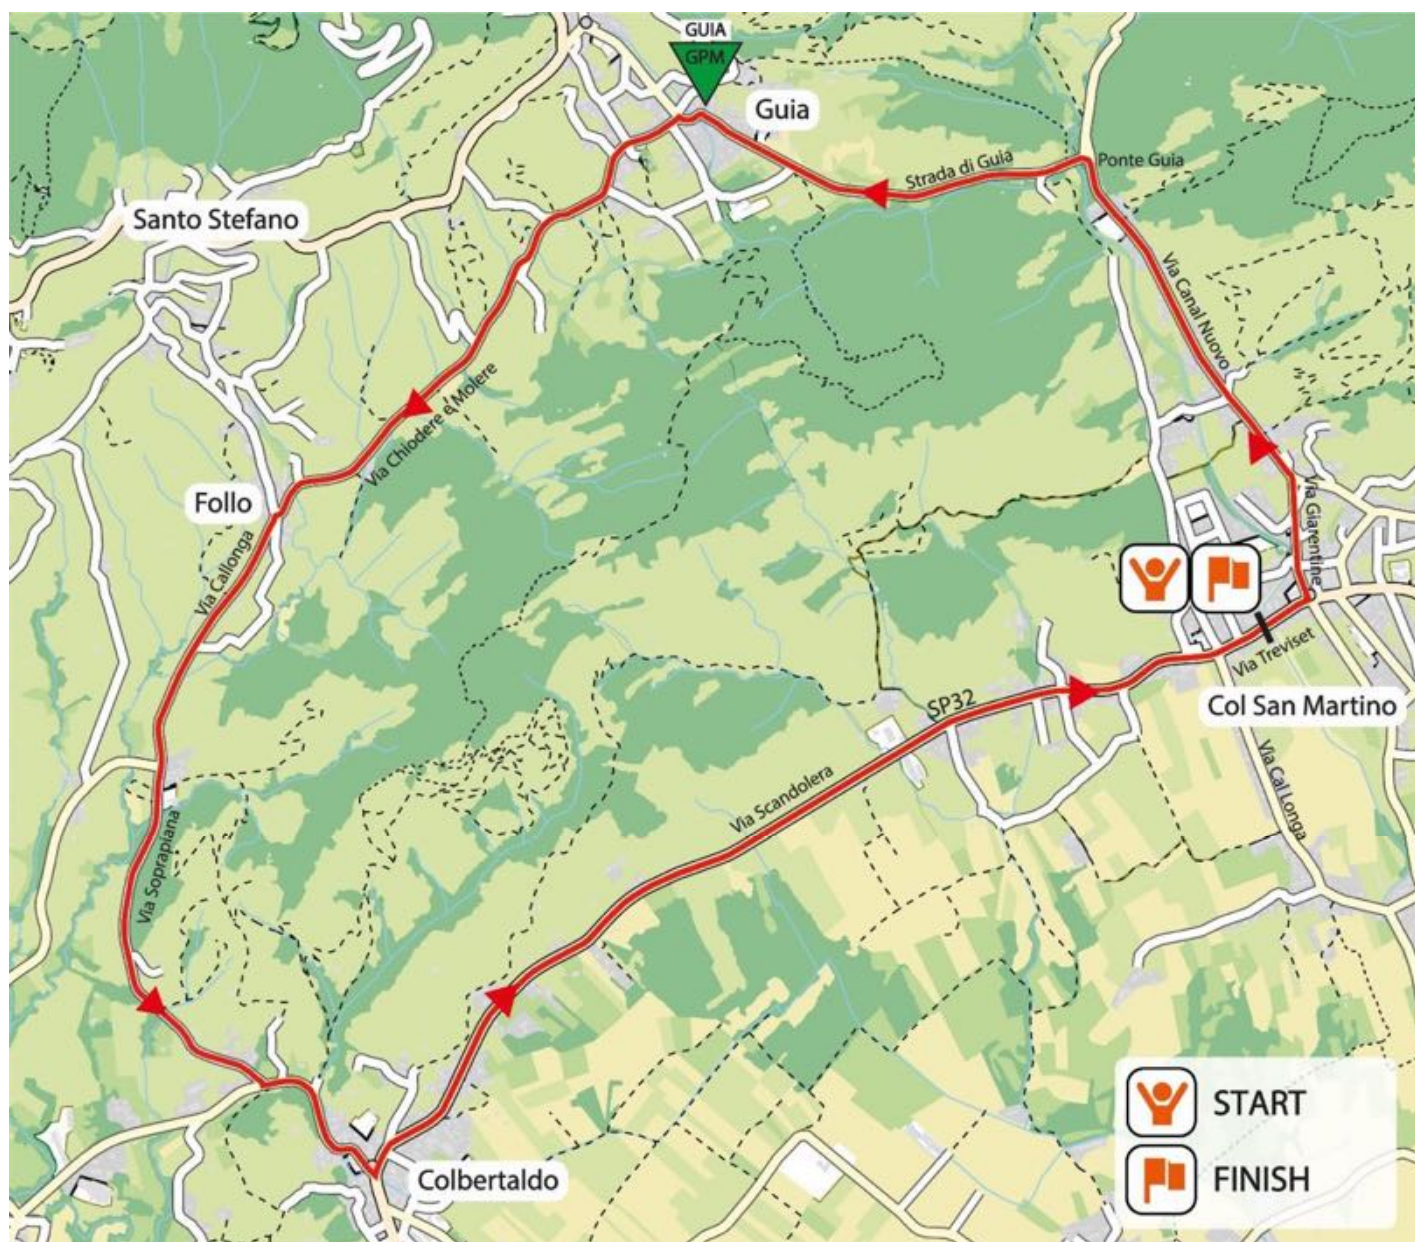 GUIA
GPM
Guia
Strada di Guia
Ponte Guia
Santo Stefano
Via Canal Nuovo
Via Chiodere e Molere
Follo
Via Giarentine
Via Callonga
Via Treviset
SP32
Col San Martino
Via Scandolera
Via Cal Longa
Via Soprapiana
START
Colbertaldo
FINISH